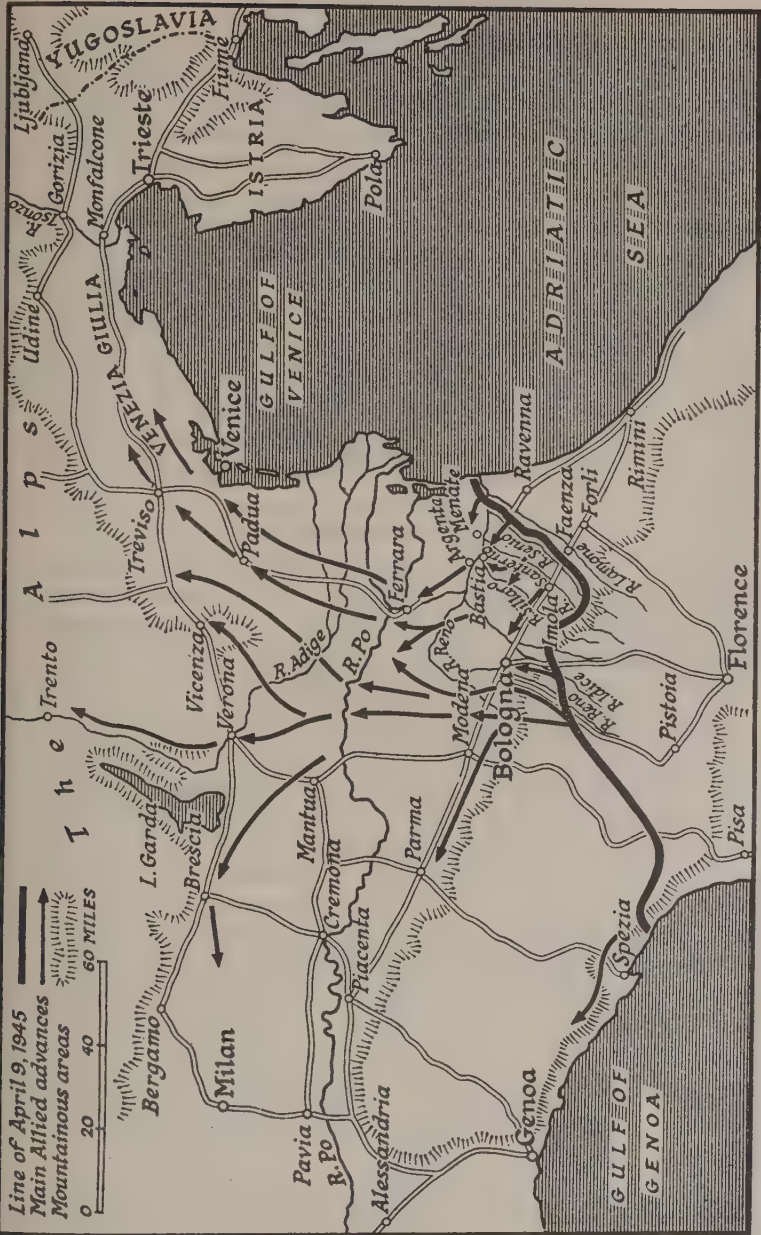 Line of April 9, 1945
Main Allied advances
Mountainous areas
0 20 40 60 MILES
The Alps
YUGOSLAVIA
Ljubljana
Gorizia
R. Isonzo
Udine
Monfalcone
Trieste
Fiume
ISTRIA
Pola
VENEZIA GIULIA
Treviso
Venice
GULF OF
VENICE
Padua
Vicenza
Verona
Trento
L. Garda
Brescia
Bergamo
Milan
Pavia
R. Po
Alessandria
Piacenta
Cremona
Mantua
Parma
Modena
Bologna
R. Adige
R. Po
Ferrara
R. Reno
Argenta
Menate
Bastia
R. Senio
Santerno
R. Sillaro
Imola
R. Lamone
Ravenna
Faenza
Forli
Rimini
R. Idice
R. Reno
Pistoia
Florence
Pisa
Spezia
Genoa
GULF OF
GENOA
ADRIATIC
SEA